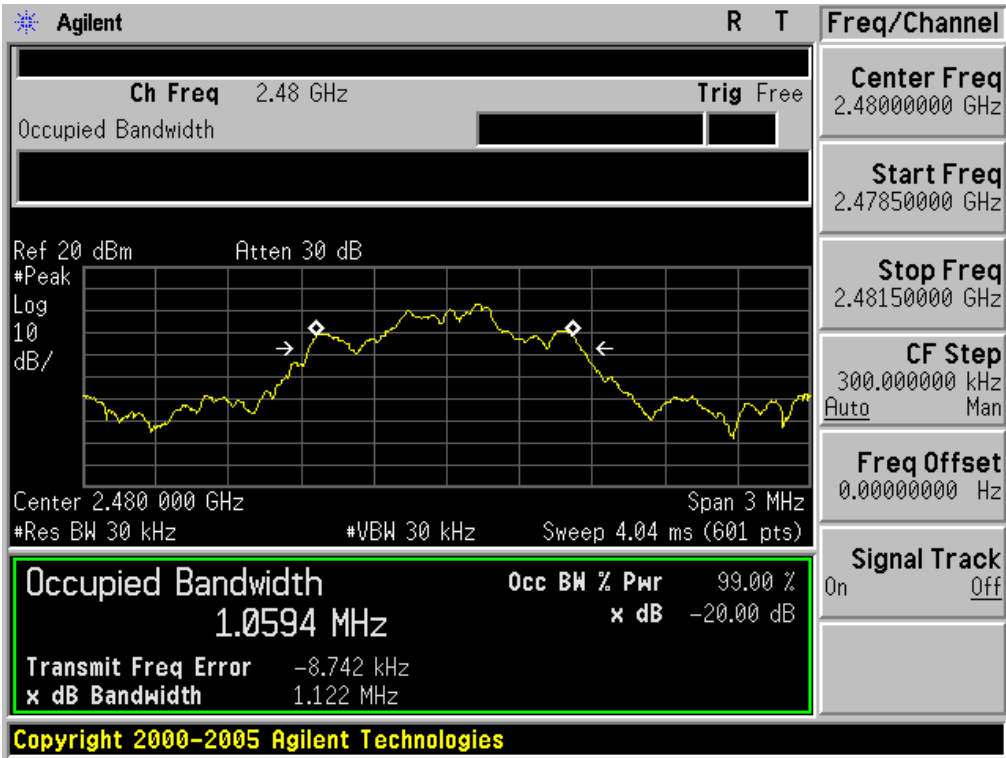 Agilent R T
Freq/Channel
Ch Freq 2.48 GHz Trig Free
Occupied Bandwidth
Ref 20 dBm Atten 30 dB
#Peak
Log
10
dB/
Center 2.480 000 GHz Span 3 MHz
#Res BW 30 kHz #VBW 30 kHz Sweep 4.04 ms (601 pts)
Occupied Bandwidth
1.0594 MHz
Occ BW % Pwr 99.00 %
x dB -20.00 dB
Transmit Freq Error -8.742 kHz
x dB Bandwidth 1.122 MHz
Center Freq
2.48000000 GHz
Start Freq
2.47850000 GHz
Stop Freq
2.48150000 GHz
CF Step
300.000000 kHz
Auto Man
Freq Offset
0.00000000 Hz
Signal Track
On Off
Copyright 2000-2005 Agilent Technologies